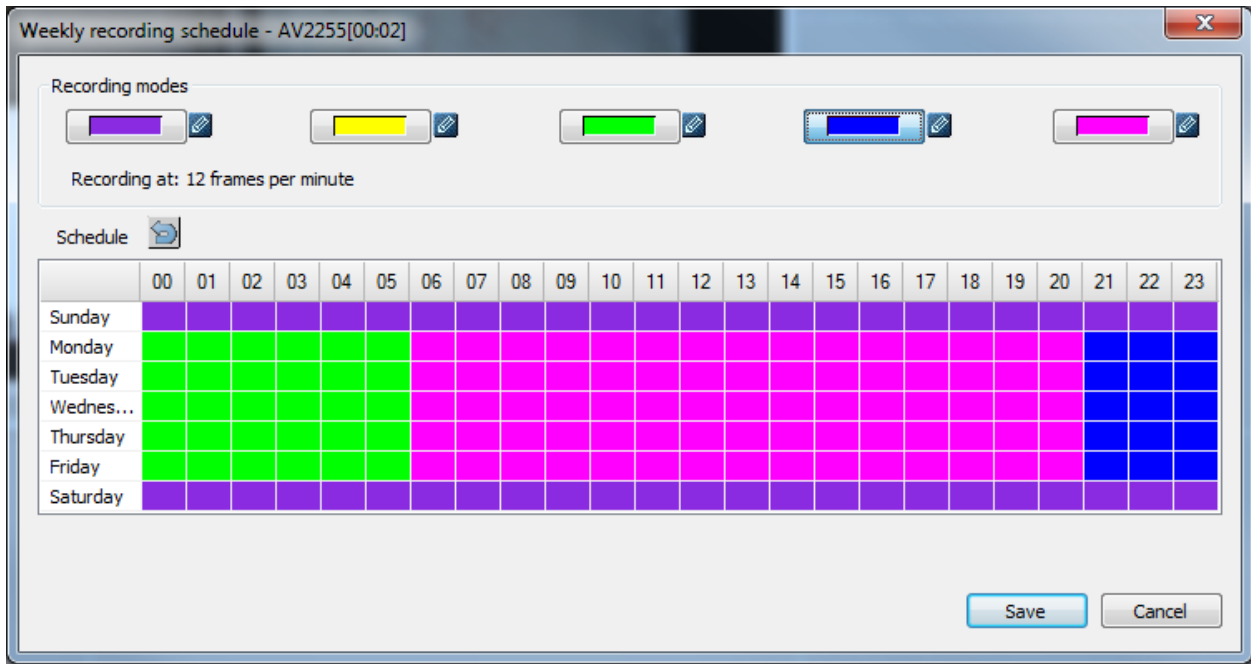 Weekly recording schedule - AV2255[00:02]
Recording modes
Recording at: 12 frames per minute
Schedule
00 01 02 03 04 05 06 07 08 09 10 11 12 13 14 15 16 17 18 19 20 21 22 23
Sunday
Monday
Tuesday
Wednes...
Thursday
Friday
Saturday
Save Cancel